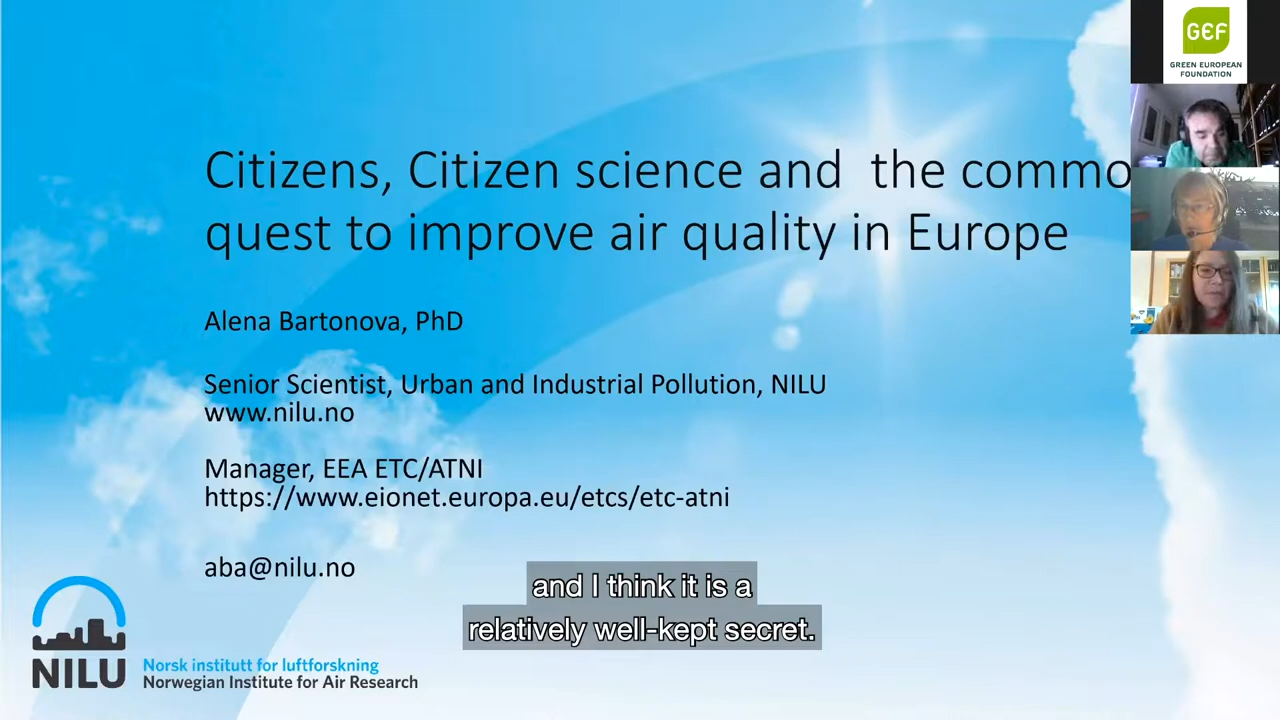 Citizens, Citizen science and the commo
quest to improve air quality in Europe
Alena Bartonova, PhD
Senior Scientist, Urban and Industrial Pollution, NILU
www.nilu.no
Manager, EEA ETC/ATNI
https://www.eionet.europa.eu/etcs/etc-atni
aba@nilu.no
and I think it is a
relatively well-kept secret.
NILU
Norsk institutt for luftforskning
Norwegian Institute for Air Research
GEF
GREEN EUROPEAN
FOUNDATION